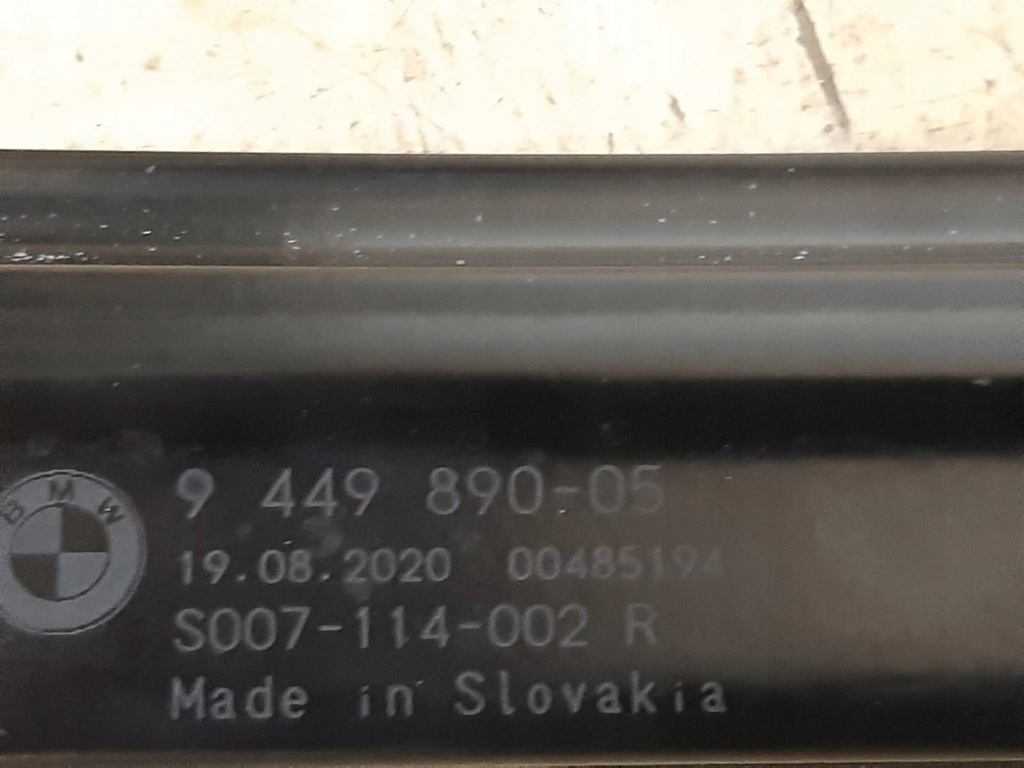 BMW
9 449 890-05
19.08.2020 00485194
S007-114-002 R
Made in Slovakia